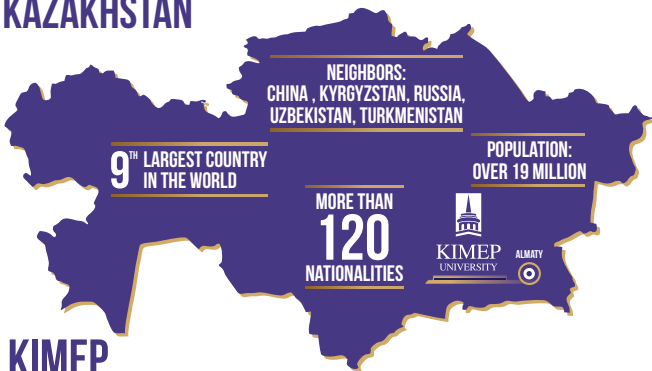 KAZAKHSTAN
NEIGHBORS:
CHINA , KYRGYZSTAN, RUSSIA,
UZBEKISTAN, TURKMENISTAN
9TH LARGEST COUNTRY
IN THE WORLD
POPULATION:
OVER 19 MILLION
MORE THAN
120
NATIONALITIES
KIMEP
UNIVERSITY
ALMATY
KIMEP